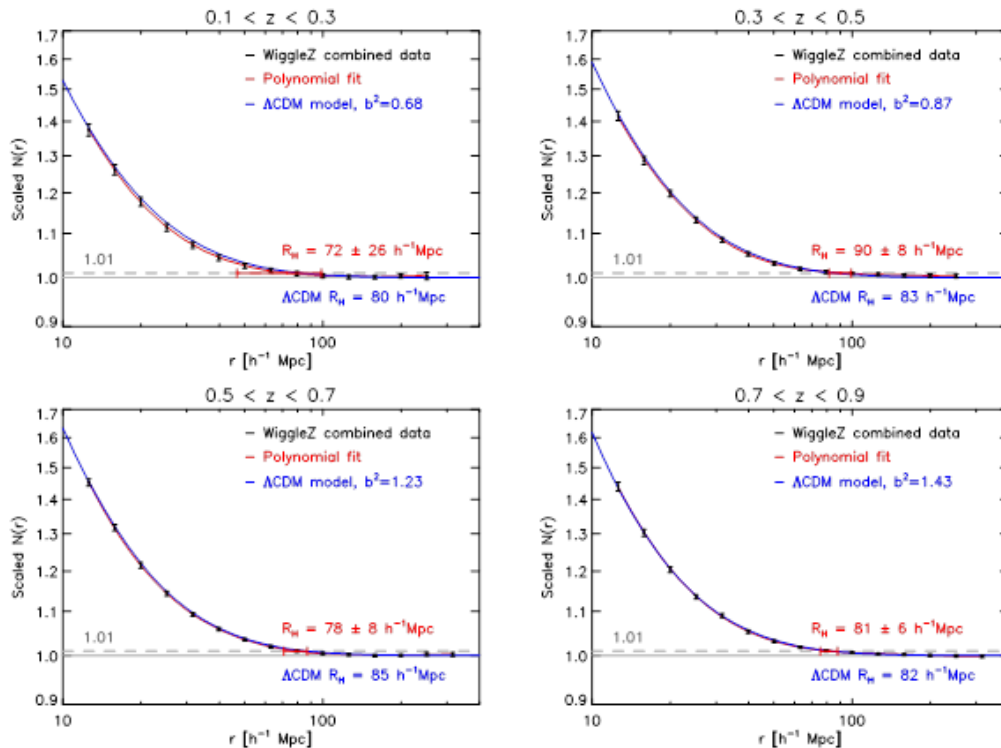 0.1 < z < 0.3
1.7
1.6
1.5
1.4
1.3
1.2
1.1
1.0
0.9
Scaled N(r)
WiggleZ combined data
Polynomial fit
ΛCDM model, b²=0.68
1.01
R_H = 72 ± 26 h⁻¹Mpc
ΛCDM R_H = 80 h⁻¹Mpc
10 100
r [h⁻¹ Mpc]
0.3 < z < 0.5
1.7
1.6
1.5
1.4
1.3
1.2
1.1
1.0
0.9
Scaled N(r)
WiggleZ combined data
Polynomial fit
ΛCDM model, b²=0.87
1.01
R_H = 90 ± 8 h⁻¹Mpc
ΛCDM R_H = 83 h⁻¹Mpc
10 100
r [h⁻¹ Mpc]
0.5 < z < 0.7
1.7
1.6
1.5
1.4
1.3
1.2
1.1
1.0
0.9
Scaled N(r)
WiggleZ combined data
Polynomial fit
ΛCDM model, b²=1.23
1.01
R_H = 78 ± 8 h⁻¹Mpc
ΛCDM R_H = 85 h⁻¹Mpc
10 100
r [h⁻¹ Mpc]
0.7 < z < 0.9
1.7
1.6
1.5
1.4
1.3
1.2
1.1
1.0
0.9
Scaled N(r)
WiggleZ combined data
Polynomial fit
ΛCDM model, b²=1.43
1.01
R_H = 81 ± 6 h⁻¹Mpc
ΛCDM R_H = 82 h⁻¹Mpc
10 100
r [h⁻¹ Mpc]